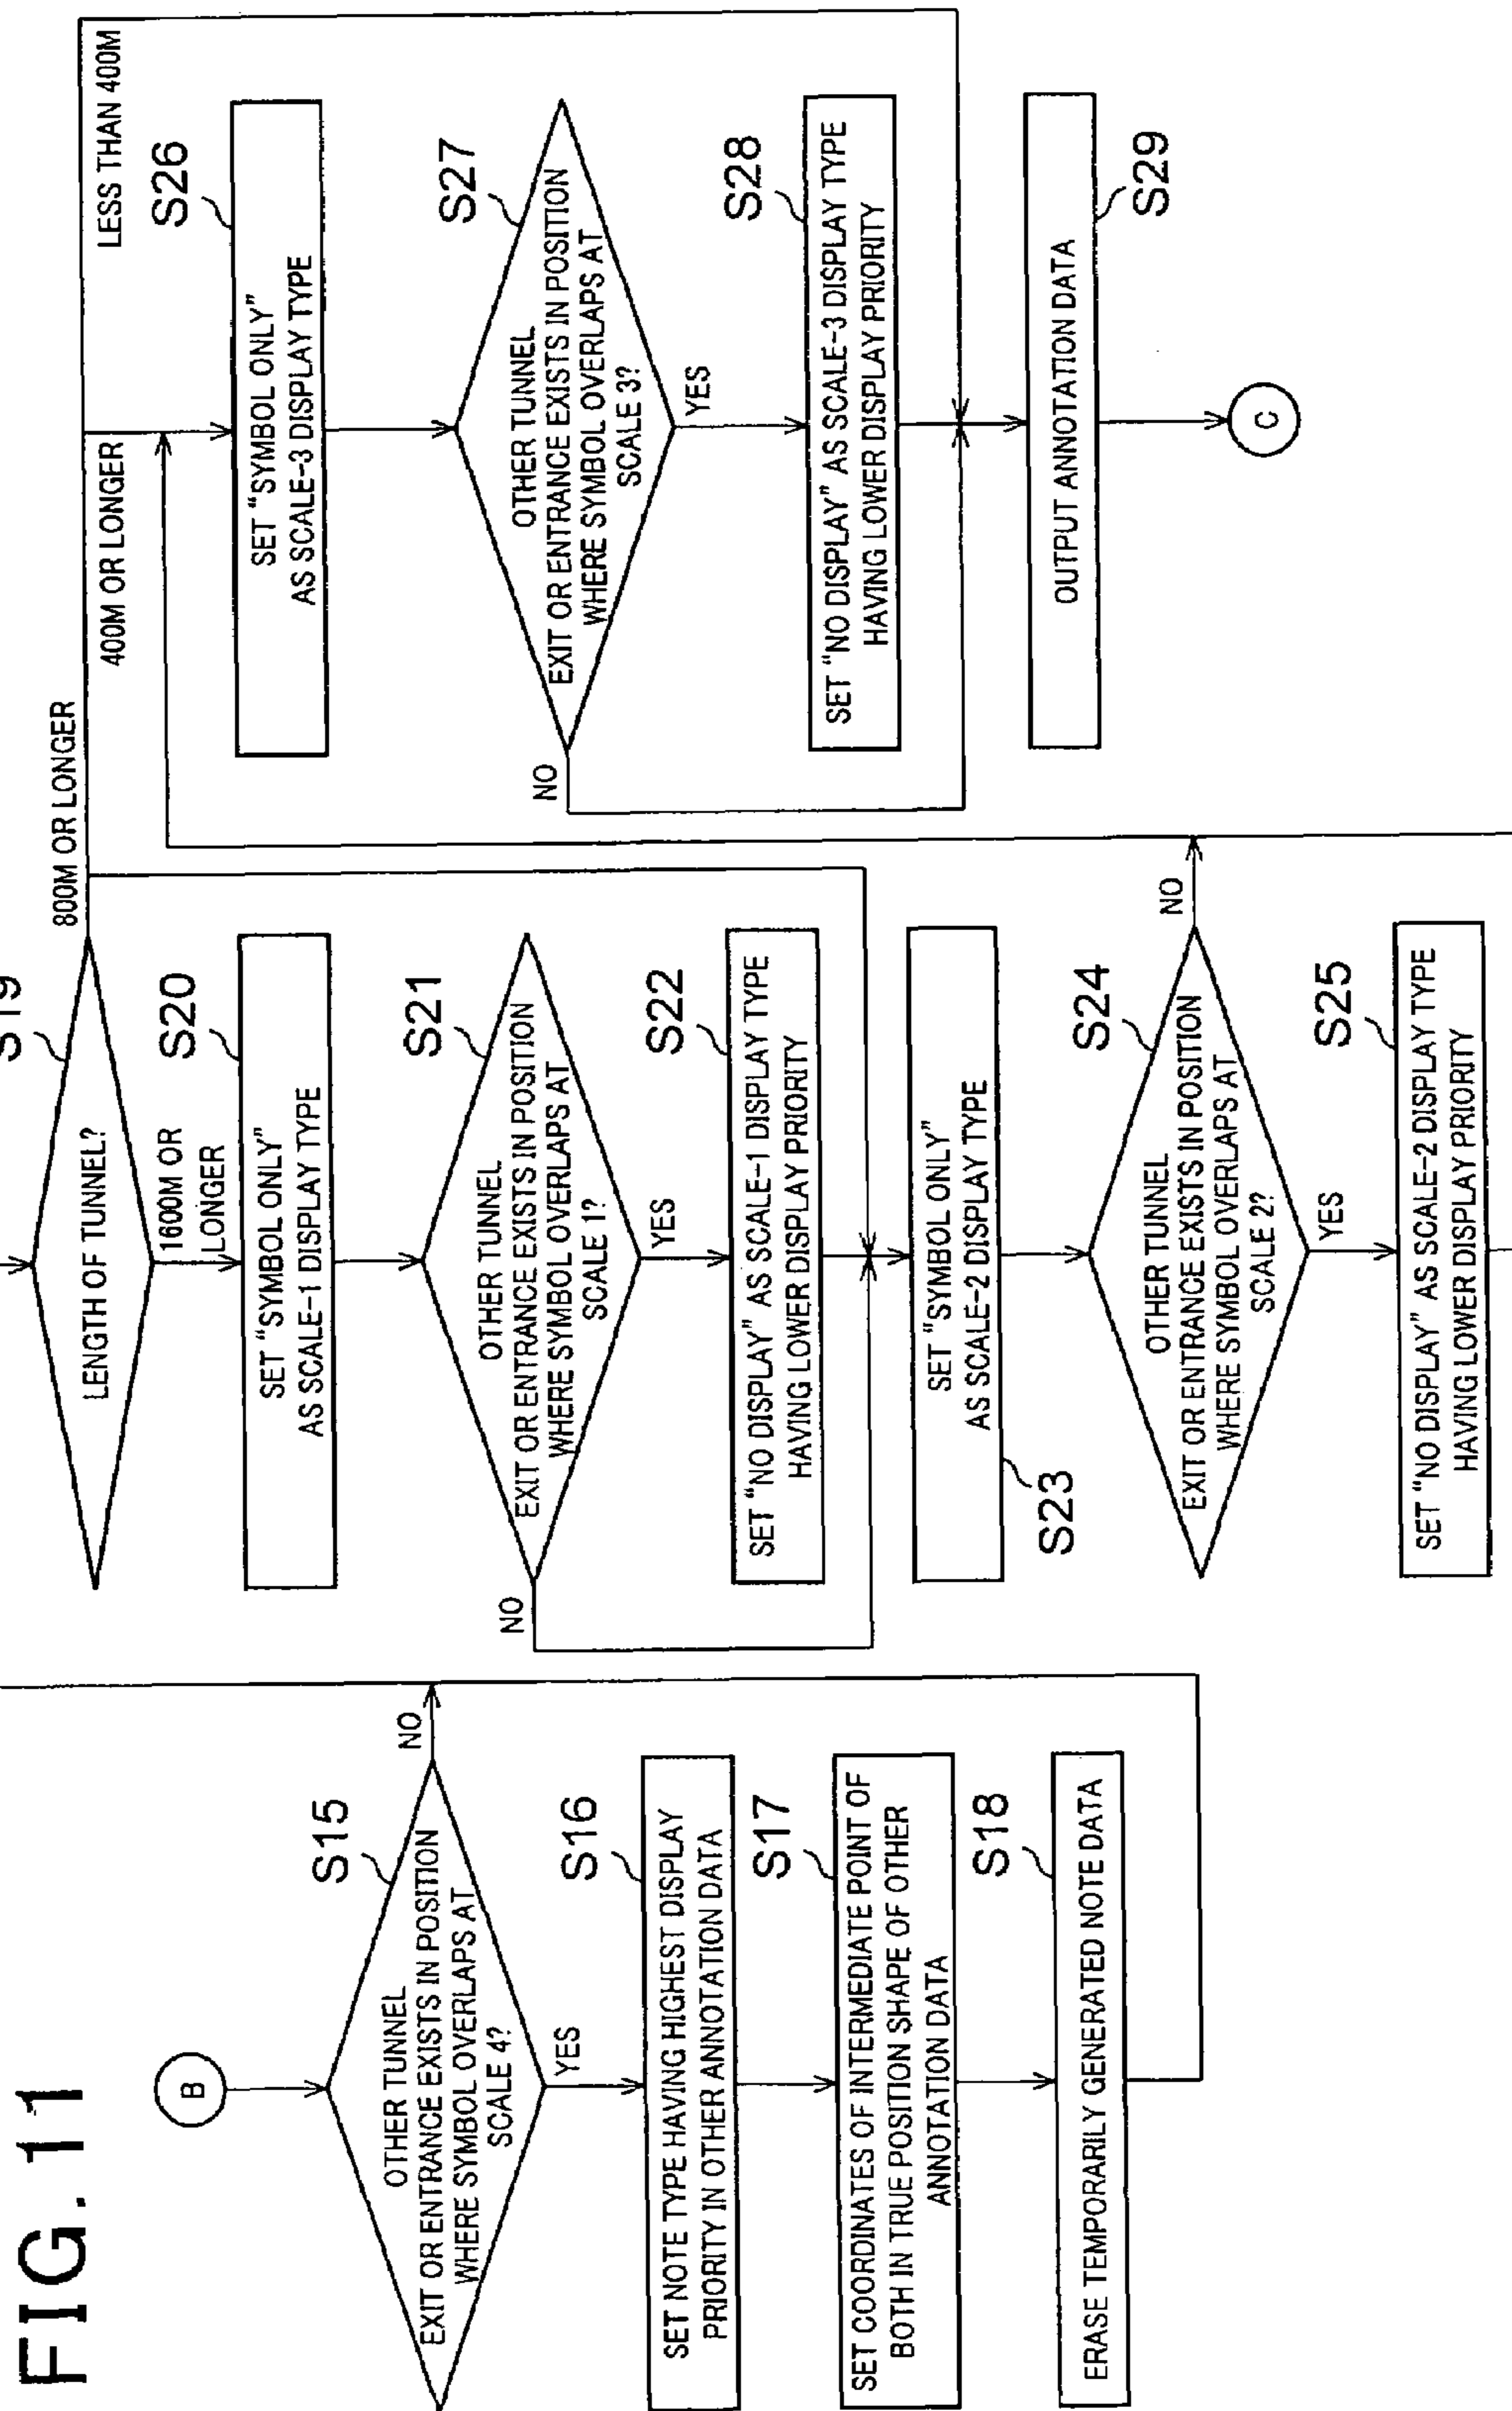 FIG. 11
B
S15
OTHER TUNNEL
EXIT OR ENTRANCE EXISTS IN POSITION
WHERE SYMBOL OVERLAPS AT
SCALE 4?
NO
YES
S16
SET NOTE TYPE HAVING HIGHEST DISPLAY
PRIORITY IN OTHER ANNOTATION DATA
S17
SET COORDINATES OF INTERMEDIATE POINT OF
BOTH IN TRUE POSITION SHAPE OF OTHER
ANNOTATION DATA
S18
ERASE TEMPORARILY GENERATED NOTE DATA
S19
LENGTH OF TUNNEL?
800M OR LONGER
1600M OR
LONGER
S20
SET "SYMBOL ONLY"
AS SCALE-1 DISPLAY TYPE
S21
OTHER TUNNEL
EXIT OR ENTRANCE EXISTS IN POSITION
WHERE SYMBOL OVERLAPS AT
SCALE 1?
NO
YES
S22
SET "NO DISPLAY" AS SCALE-1 DISPLAY TYPE
HAVING LOWER DISPLAY PRIORITY
SET "SYMBOL ONLY"
AS SCALE-2 DISPLAY TYPE
S23
S24
OTHER TUNNEL
EXIT OR ENTRANCE EXISTS IN POSITION
WHERE SYMBOL OVERLAPS AT
SCALE 2?
NO
YES
S25
SET "NO DISPLAY" AS SCALE-2 DISPLAY TYPE
HAVING LOWER DISPLAY PRIORITY
400M OR LONGER
LESS THAN 400M
S26
SET "SYMBOL ONLY"
AS SCALE-3 DISPLAY TYPE
S27
OTHER TUNNEL
EXIT OR ENTRANCE EXISTS IN POSITION
WHERE SYMBOL OVERLAPS AT
SCALE 3?
NO
YES
S28
SET "NO DISPLAY" AS SCALE-3 DISPLAY TYPE
HAVING LOWER DISPLAY PRIORITY
S29
OUTPUT ANNOTATION DATA
C